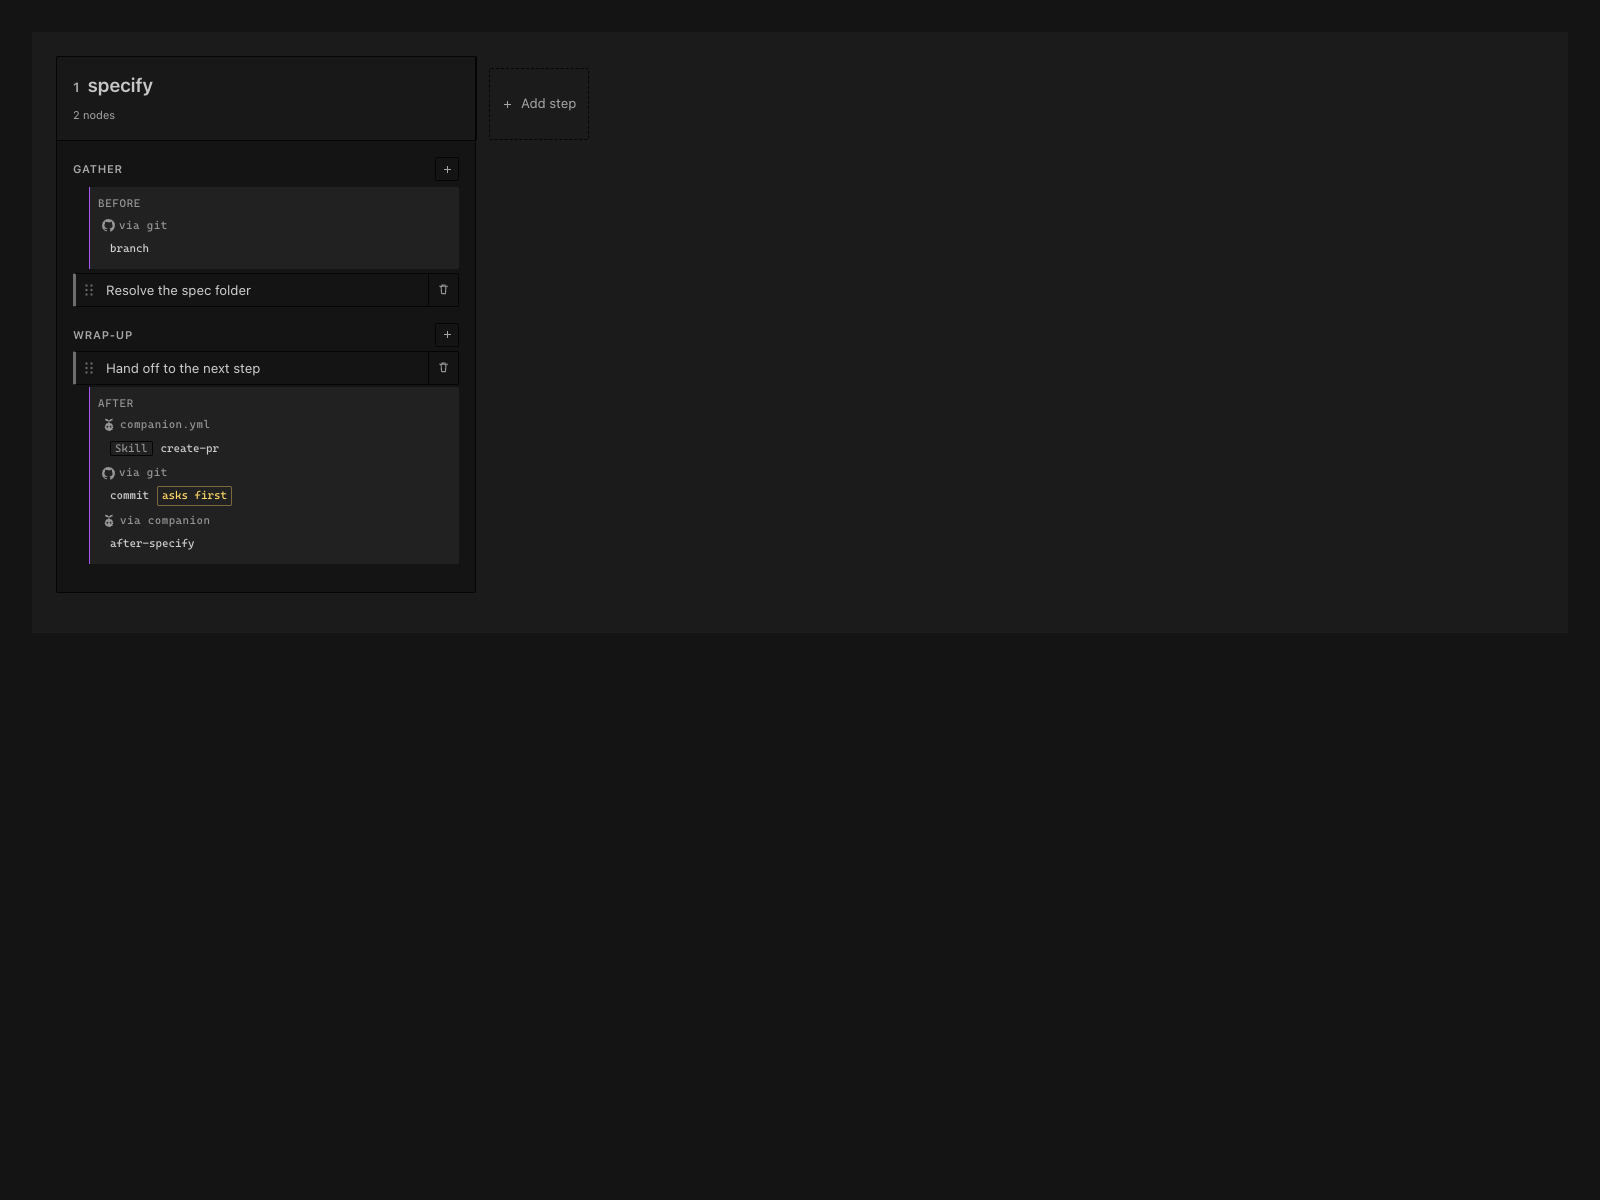 1 specify
2 nodes
+ Add step
GATHER
+
BEFORE
via git
branch
Resolve the spec folder
WRAP-UP
+
Hand off to the next step
AFTER
companion.yml
Skill create-pr
via git
commit asks first
via companion
after-specify